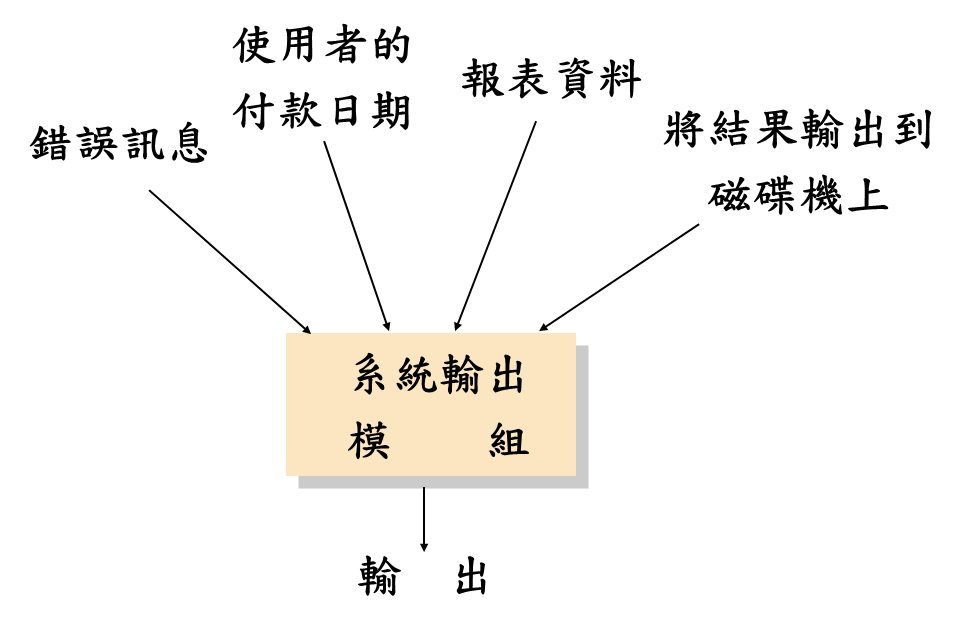 錯誤訊息
使用者的
付款日期
報表資料
將結果輸出到
磁碟機上
系統輸出
模 組
輸 出